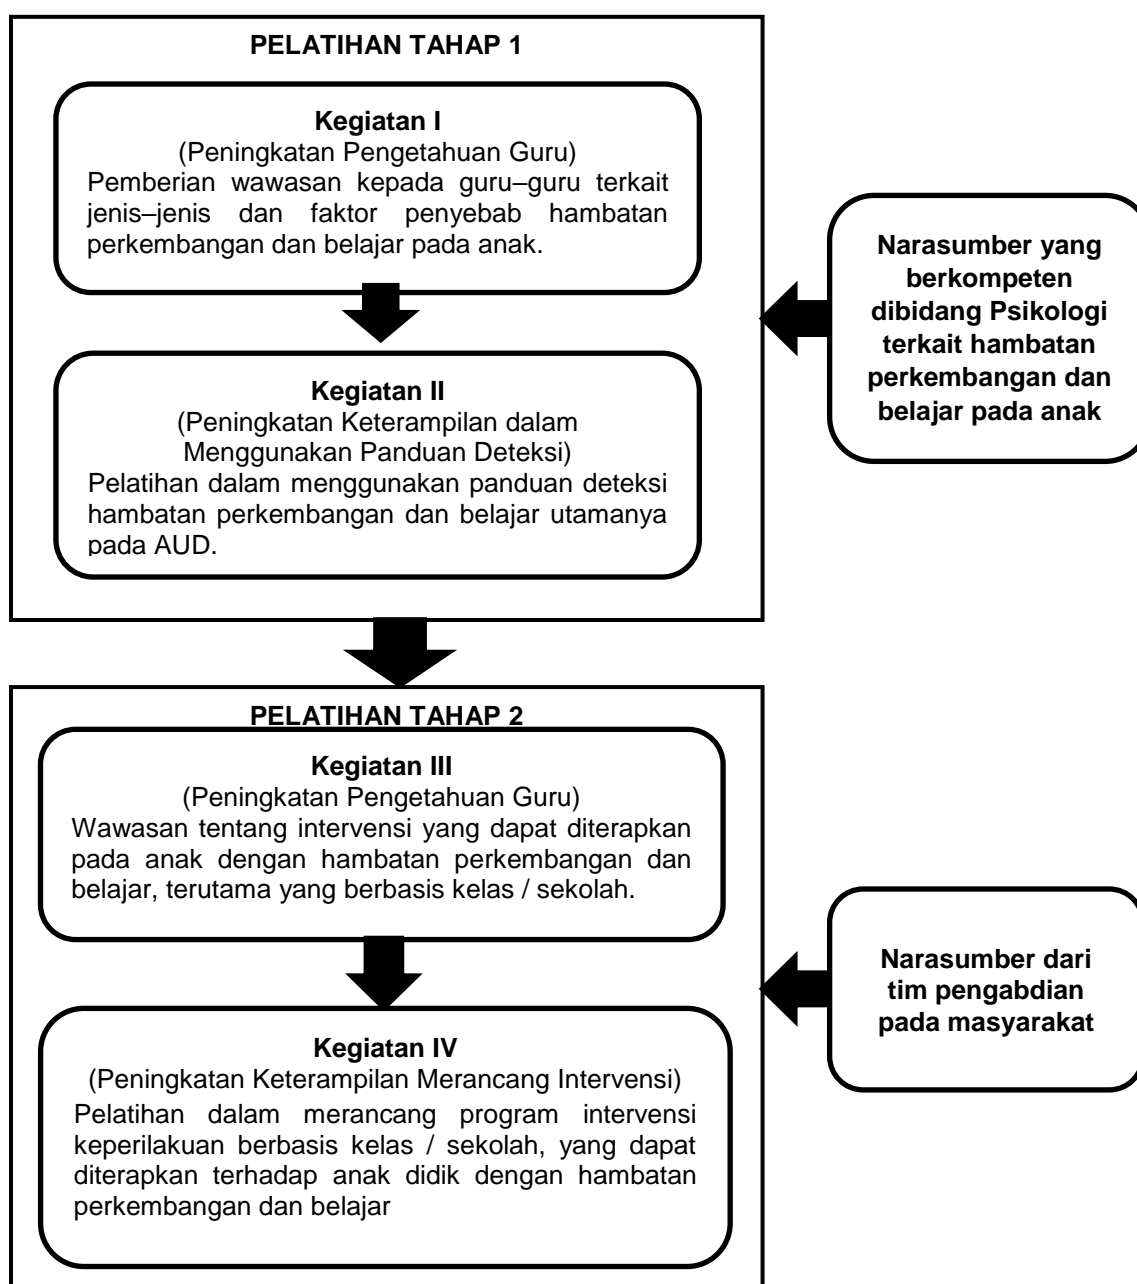 PELATIHAN TAHAP 1
Kegiatan I
(Peningkatan Pengetahuan Guru)
Pemberian wawasan kepada guru–guru terkait
jenis–jenis dan faktor penyebab hambatan
perkembangan dan belajar pada anak.
Kegiatan II
(Peningkatan Keterampilan dalam
Menggunakan Panduan Deteksi)
Pelatihan dalam menggunakan panduan deteksi
hambatan perkembangan dan belajar utamanya
pada AUD.
Narasumber yang
berkompeten
dibidang Psikologi
terkait hambatan
perkembangan dan
belajar pada anak
PELATIHAN TAHAP 2
Kegiatan III
(Peningkatan Pengetahuan Guru)
Wawasan tentang intervensi yang dapat diterapkan
pada anak dengan hambatan perkembangan dan
belajar, terutama yang berbasis kelas / sekolah.
Kegiatan IV
(Peningkatan Keterampilan Merancang Intervensi)
Pelatihan dalam merancang program intervensi
keperilakuan berbasis kelas / sekolah, yang dapat
diterapkan terhadap anak didik dengan hambatan
perkembangan dan belajar
Narasumber dari
tim pengabdian
pada masyarakat